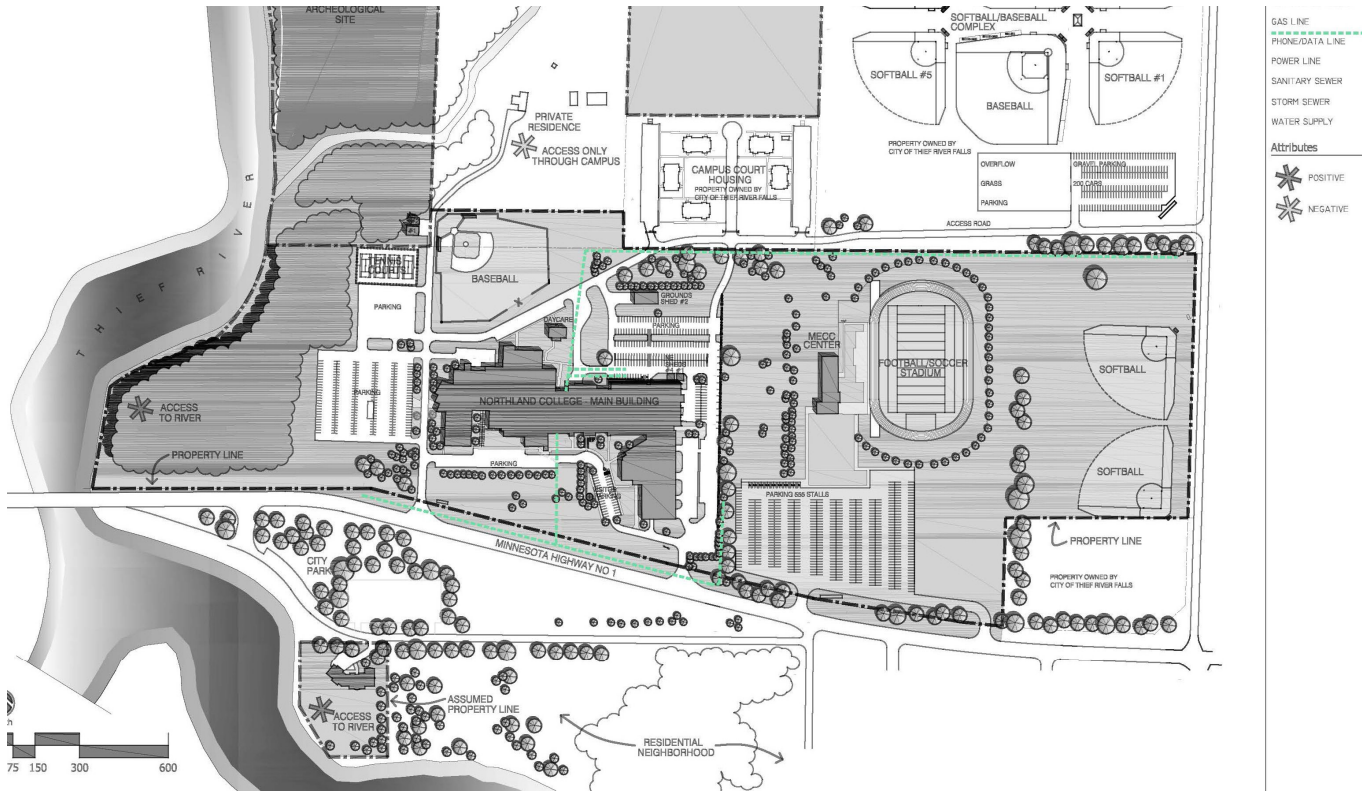 ARCHEOLOGICAL
SITE
SOFTBALL/BASEBALL
COMPLEX
SOFTBALL #5
BASEBALL
SOFTBALL #1
GAS LINE
PHONE/DATA LINE
POWER LINE
SANITARY SEWER
STORM SEWER
WATER SUPPLY
Attributes
POSITIVE
NEGATIVE
PRIVATE
RESIDENCE
ACCESS ONLY
THROUGH CAMPUS
PROPERTY OWNED BY
CITY OF THIEF RIVER FALLS
OVERFLOW
GRASS
PARKING
GRAVEL PARKING
200 CARS
CAMPUS COURT
HOUSING
PROPERTY OWNED BY
CITY OF THIEF RIVER FALLS
ACCESS ROAD
THIEF RIVER
TENNIS
COURTS
BASEBALL
PARKING
GROUNDS
SHED #2
DAYCARE
PARKING
MECC
CENTER
FOOTBALL/SOCCER
STADIUM
SOFTBALL
PARKING
NORTHLAND COLLEGE - MAIN BUILDING
ACCESS
TO RIVER
PROPERTY LINE
PARKING
PARKING
PARKING 555 STALLS
SOFTBALL
MINNESOTA HIGHWAY NO 1
PROPERTY LINE
PROPERTY OWNED BY
CITY OF THIEF RIVER FALLS
CITY
PARK
ASSUMED
PROPERTY LINE
ACCESS
TO RIVER
RESIDENTIAL
NEIGHBORHOOD
75 150 300 600